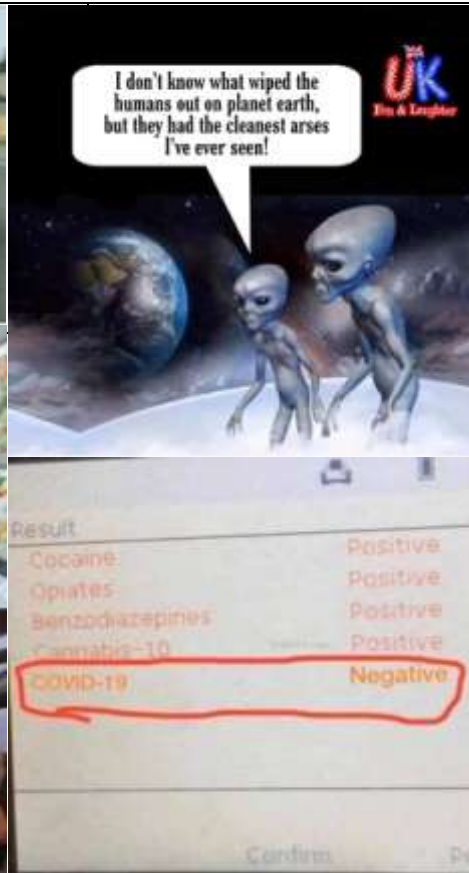 I don't know what wiped the
humans out on planet earth,
but they had the cleanest arses
I've ever seen!
UK
Fun & Laughter
Result
Cocaine Positive
Opiates Positive
Benzodiazepines Positive
Cannabis-10 Positive
COVID-19 Negative
Confirm